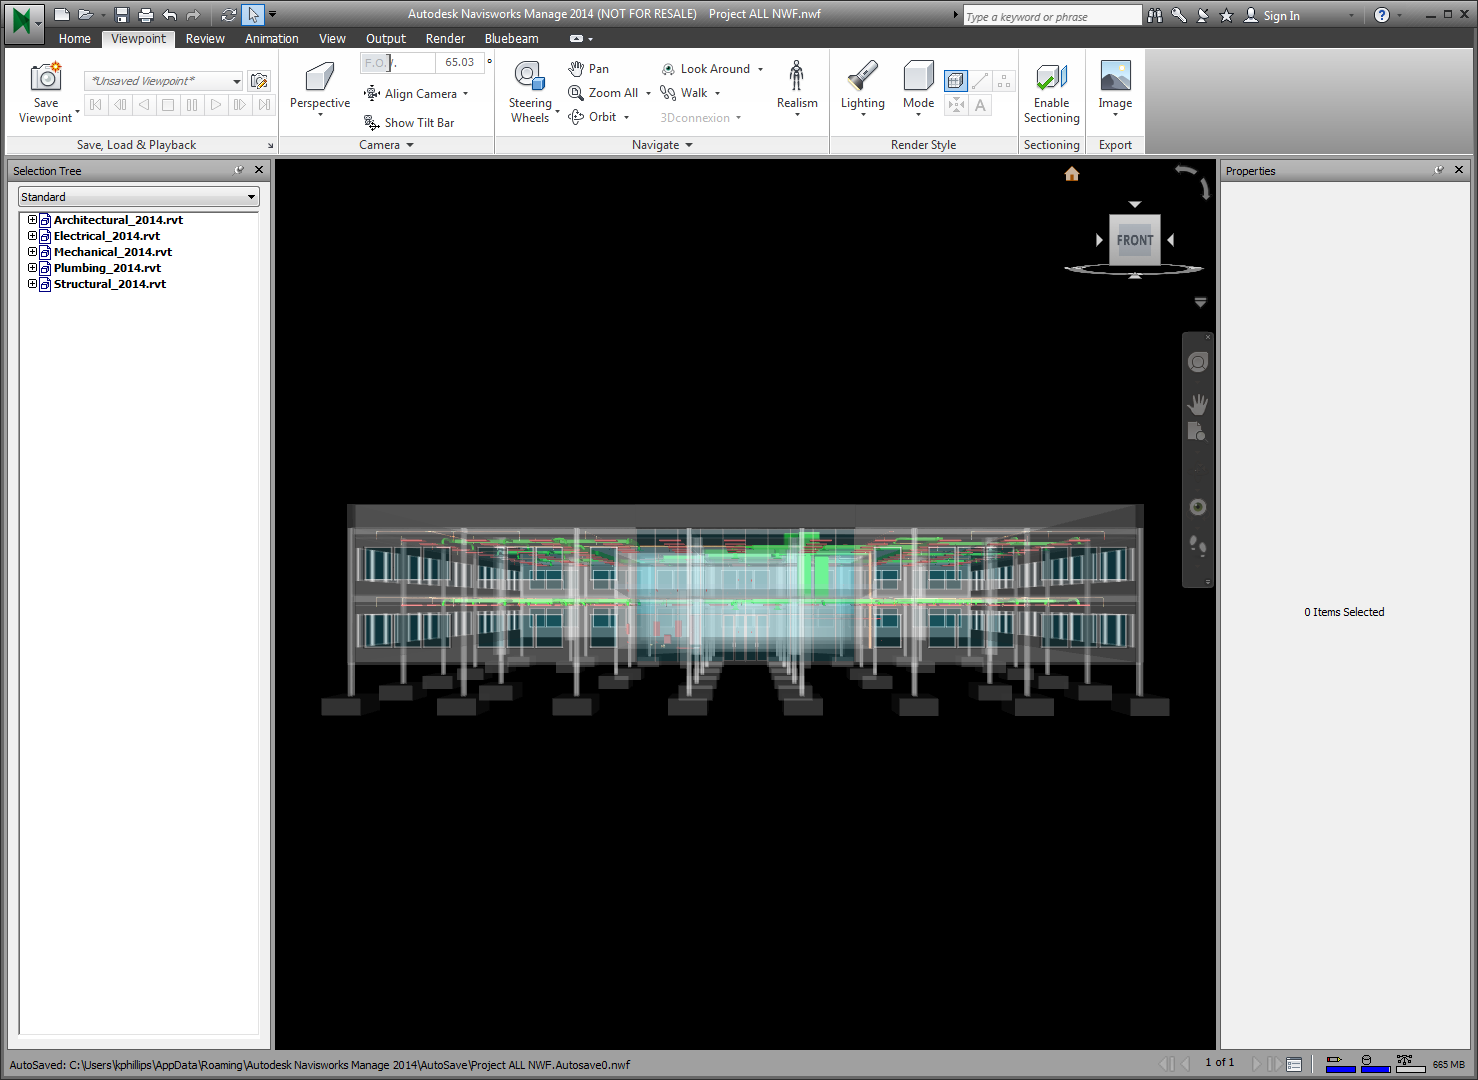 Autodesk Navisworks Manage 2014 (NOT FOR RESALE) Project ALL NWF.nwf
Type a keyword or phrase
Sign In
Home Viewpoint Review Animation View Output Render Bluebeam
Save Viewpoint
*Unsaved Viewpoint*
Save, Load & Playback
Perspective
F.O.V.
65.03 °
Align Camera
Show Tilt Bar
Camera
Steering Wheels
Pan
Zoom All
Orbit
Look Around
Walk
3Dconnexion
Realism
Navigate
Lighting
Mode
A
Render Style
Enable Sectioning
Sectioning
Image
Export
Selection Tree
Standard
Architectural_2014.rvt
Electrical_2014.rvt
Mechanical_2014.rvt
Plumbing_2014.rvt
Structural_2014.rvt
FRONT
Properties
0 Items Selected
AutoSaved: C:\Users\kphillips\AppData\Roaming\Autodesk Navisworks Manage 2014\AutoSave\Project ALL NWF.Autosave0.nwf
1 of 1
665 MB